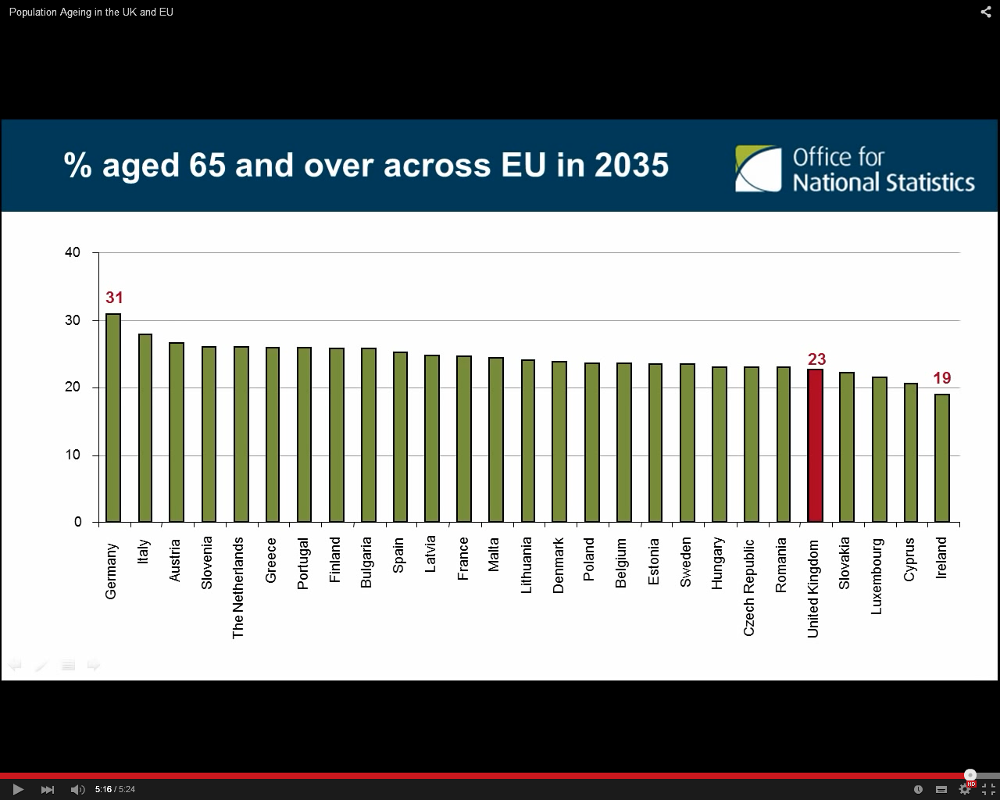 Population Ageing in the UK and EU
% aged 65 and over across EU in 2035
Office for
National Statistics
40
30
20
10
0
31
23
19
Germany
Italy
Austria
Slovenia
The Netherlands
Greece
Portugal
Finland
Bulgaria
Spain
Latvia
France
Malta
Lithuania
Denmark
Poland
Belgium
Estonia
Sweden
Hungary
Czech Republic
Romania
United Kingdom
Slovakia
Luxembourg
Cyprus
Ireland
5:16 / 5:24
HD